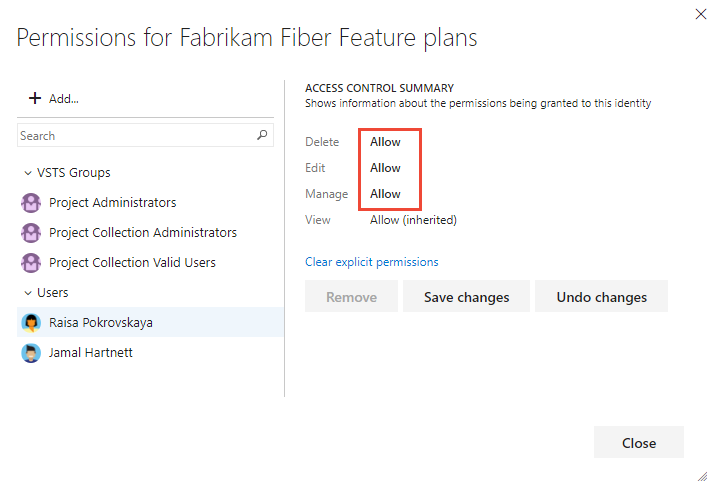 Permissions for Fabrikam Fiber Feature plans
Add...
Search
VSTS Groups
Project Administrators
Project Collection Administrators
Project Collection Valid Users
Users
Raisa Pokrovskaya
Jamal Hartnett
ACCESS CONTROL SUMMARY
Shows information about the permissions being granted to this identity
Delete Allow
Edit Allow
Manage Allow
View Allow (inherited)
Clear explicit permissions
Remove Save changes Undo changes
Close